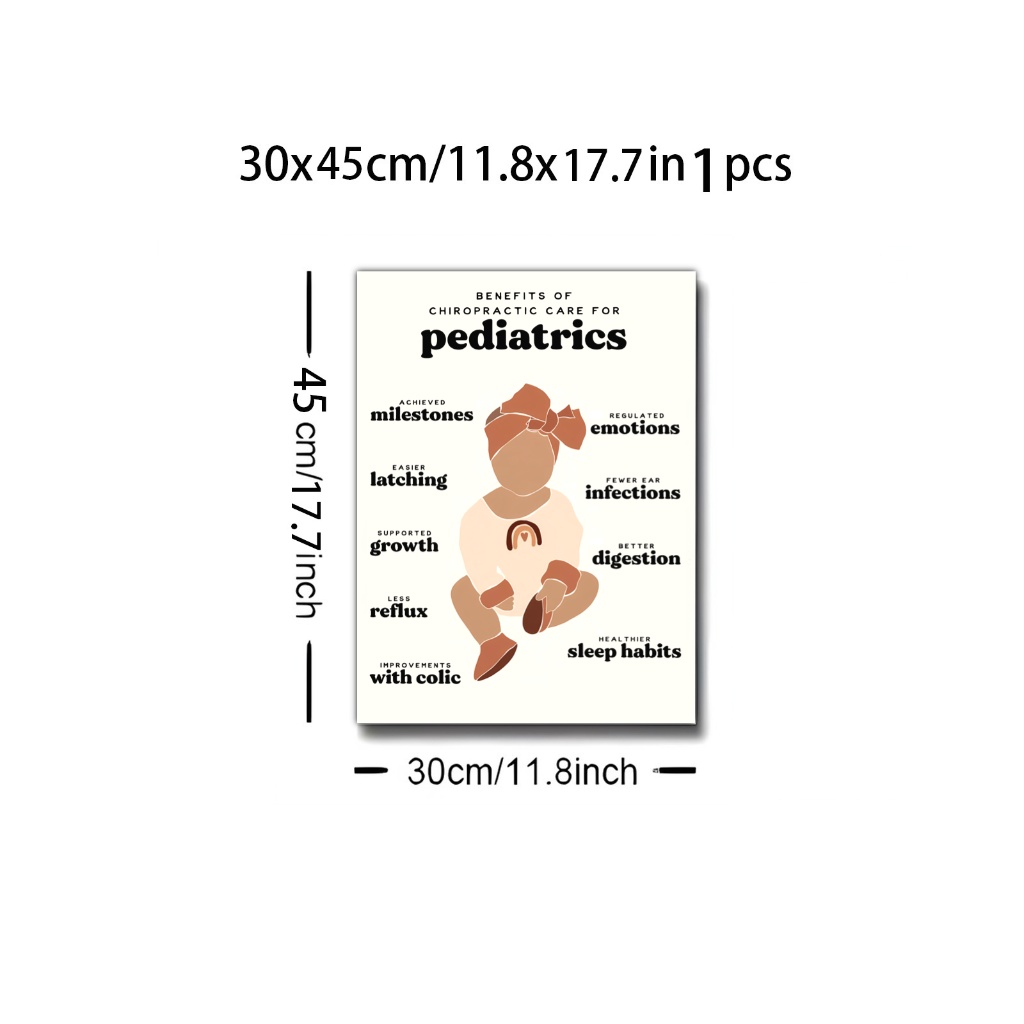 30x45cm/11.8x17.7in 1 pcs
BENEFITS OF
CHIROPRACTIC CARE FOR
pediatrics
ACHIEVED
milestones
EASIER
latching
SUPPORTED
growth
LESS
reflux
IMPROVEMENTS
with colic
REGULATED
emotions
FEWER EAR
infections
BETTER
digestion
HEALTHIER
sleep habits
45 cm/17.7inch
30cm/11.8inch